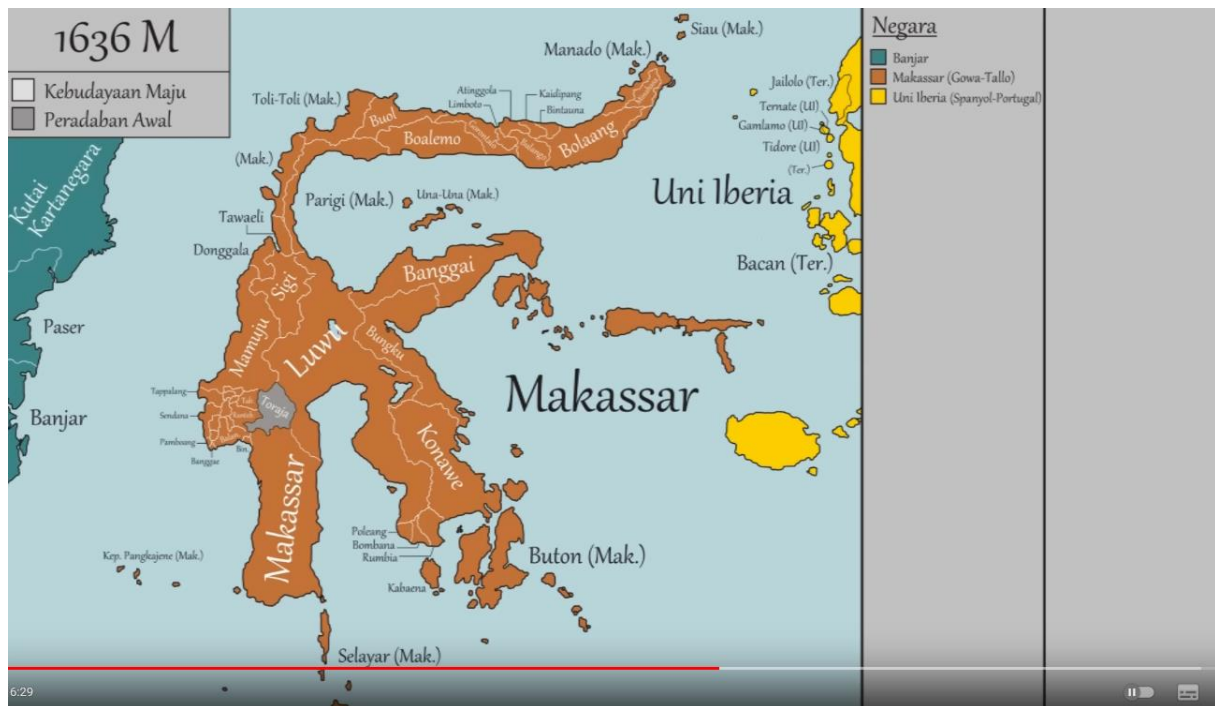 1636 M
Kebudayaan Maju
Peradaban Awal
Negara
Banjar
Makassar (Gowa-Tallo)
Uni Iberia (Spanyol-Portugal)
Siau (Mak.)
Manado (Mak.)
Toli-Toli (Mak.)
Atinggola
Kaidipang
Limboto
Bintauna
Buol
Boalemo
Gorontalo
Bolaang
(Mak.)
Parigi (Mak.)
Una-Una (Mak.)
Tawaeli
Donggala
Kutai
Kartanegara
Jailolo (Ter.)
Ternate (UI)
Gamlamo (UI)
Tidore (UI)
(Ter.)
Uni Iberia
Bacan (Ter.)
Banggai
Sigi
Paser
Mamuju
Luwu
Bungku
Makassar
Tappalang
Toraja
Sendana
Banjar
Pamboang
Bin.
Banggae
Konawe
Makassar
Poleang
Bombana
Rumbia
Kep. Pangkajene (Mak.)
Buton (Mak.)
Kabaena
Selayar (Mak.)
6:29